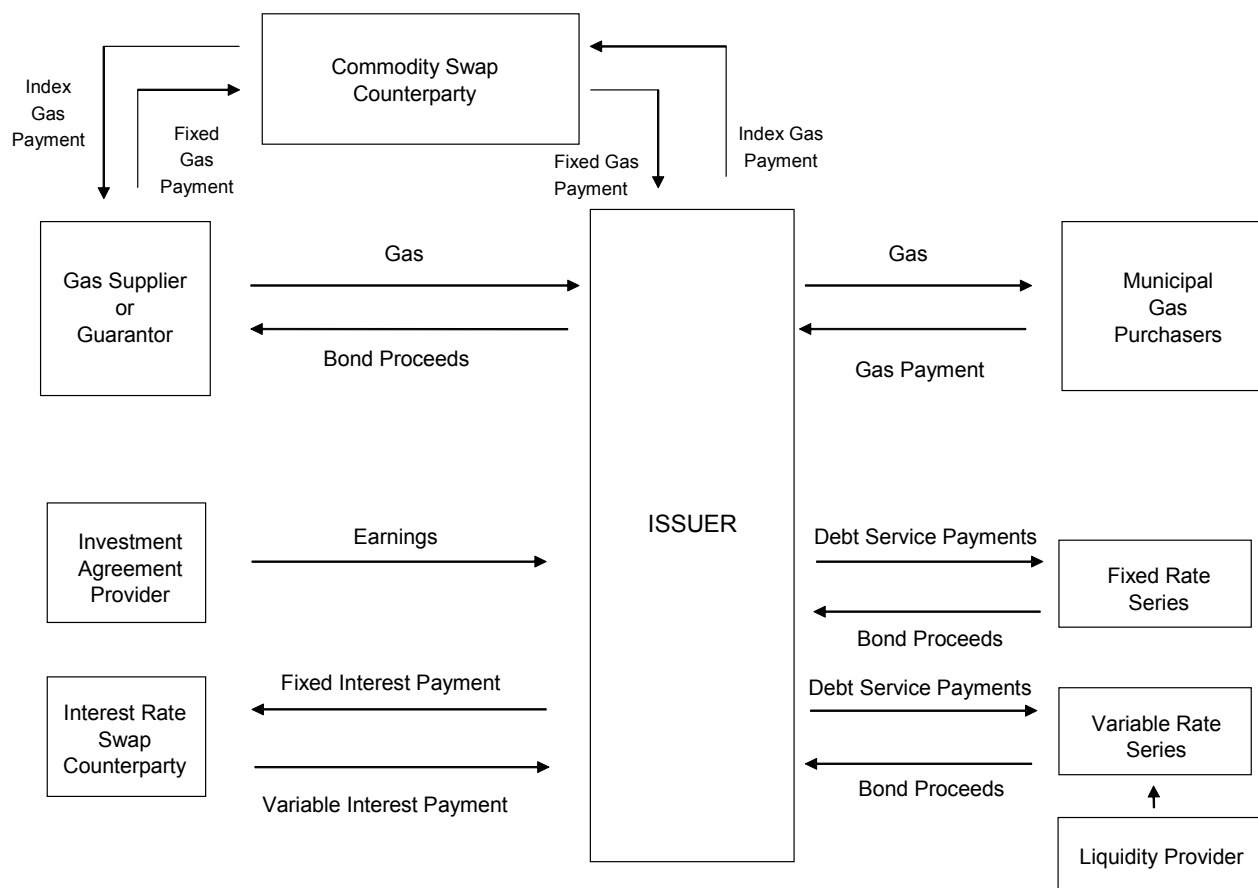 Commodity Swap
Counterparty
Index
Gas
Payment
Fixed
Gas
Payment
Fixed Gas
Payment
Index Gas
Payment
Gas Supplier
or
Guarantor
Gas
Bond Proceeds
ISSUER
Gas
Gas Payment
Municipal
Gas
Purchasers
Investment
Agreement
Provider
Earnings
Debt Service Payments
Bond Proceeds
Fixed Rate
Series
Interest Rate
Swap
Counterparty
Fixed Interest Payment
Variable Interest Payment
Debt Service Payments
Bond Proceeds
Variable Rate
Series
Liquidity Provider